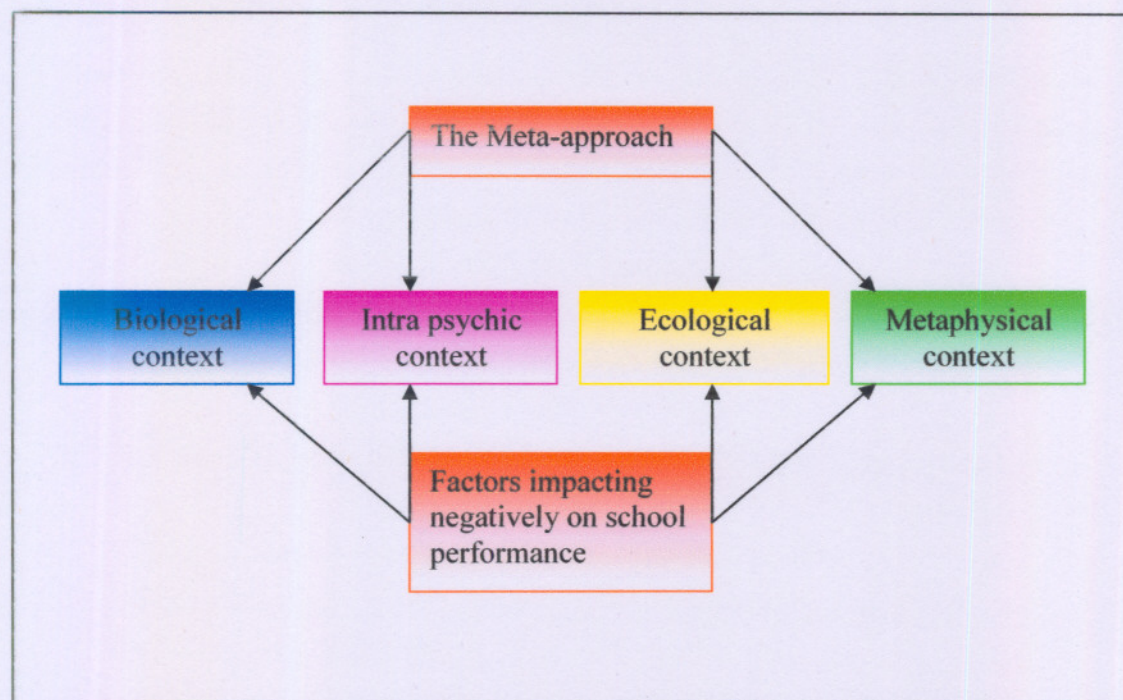 The Meta-approach
Biological
context
Intra psychic
context
Ecological
context
Metaphysical
context
Factors impacting
negatively on school
performance